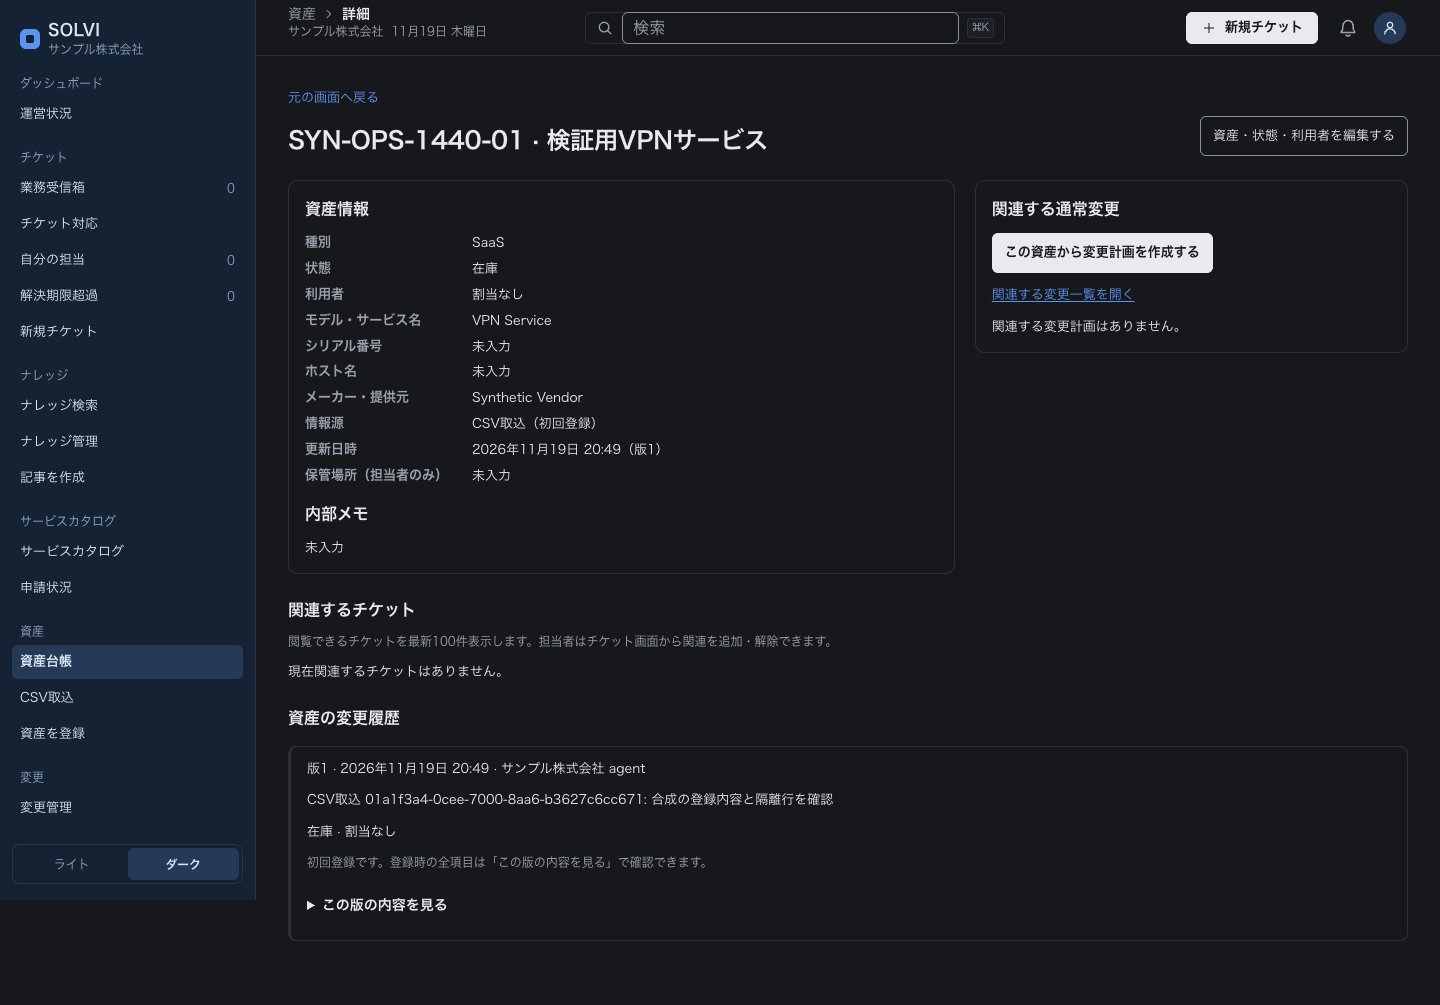 SOLVI
サンプル株式会社
ダッシュボード
運営状況
チケット
業務受信箱 0
チケット対応
自分の担当 0
解決期限超過 0
新規チケット
ナレッジ
ナレッジ検索
ナレッジ管理
記事を作成
サービスカタログ
サービスカタログ
申請状況
資産
資産台帳
CSV取込
資産を登録
変更
変更管理
ライト ダーク
資産 › 詳細
サンプル株式会社 11月19日 木曜日
検索 ⌘K
+ 新規チケット
元の画面へ戻る
SYN-OPS-1440-01 · 検証用VPNサービス
資産・状態・利用者を編集する
資産情報
種別 SaaS
状態 在庫
利用者 割当なし
モデル・サービス名 VPN Service
シリアル番号 未入力
ホスト名 未入力
メーカー・提供元 Synthetic Vendor
情報源 CSV取込（初回登録）
更新日時 2026年11月19日 20:49（版1）
保管場所（担当者のみ） 未入力
内部メモ
未入力
関連する通常変更
この資産から変更計画を作成する
関連する変更一覧を開く
関連する変更計画はありません。
関連するチケット
閲覧できるチケットを最新100件表示します。担当者はチケット画面から関連を追加・解除できます。
現在関連するチケットはありません。
資産の変更履歴
版1 · 2026年11月19日 20:49 · サンプル株式会社 agent
CSV取込 01a1f3a4-0cee-7000-8aa6-b3627c6cc671: 合成の登録内容と隔離行を確認
在庫 · 割当なし
初回登録です。登録時の全項目は「この版の内容を見る」で確認できます。
▶ この版の内容を見る